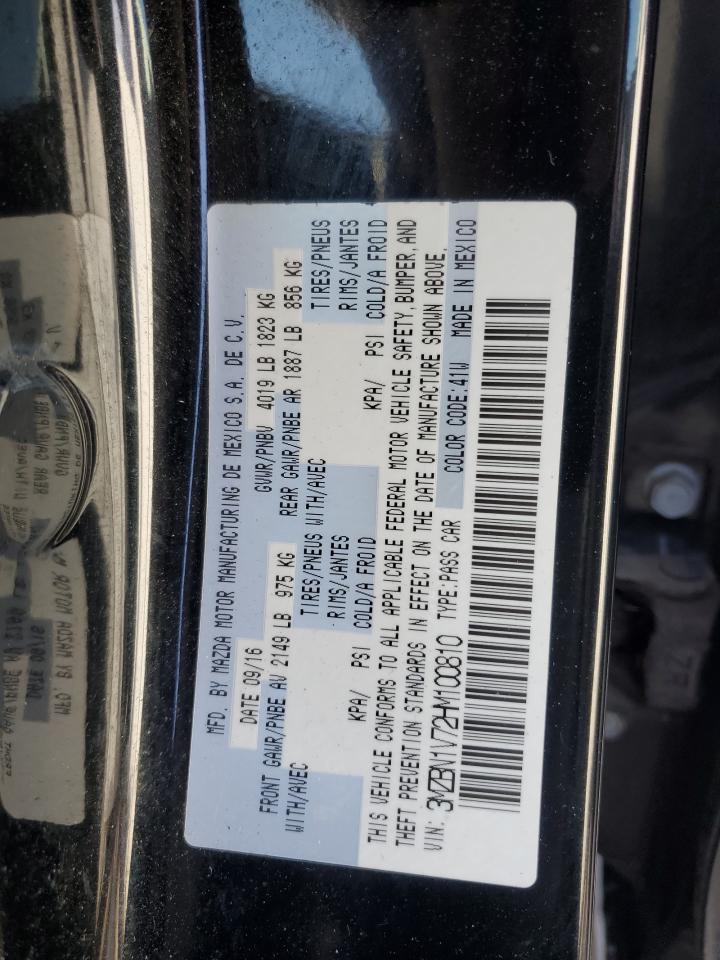 MFD. BY MAZDA MOTOR MANUFACTURING DE MEXICO S.A. DE C.V.
DATE 09/16 GVWR/PNBV 4019 LB 1823 KG
FRONT GAWR/PNBE AV 2149 LB 975 KG REAR GAWR/PNBE AR 1887 LB 856 KG
WITH/AVEC TIRES/PNEUS WITH/AVEC TIRES/PNEUS
RIMS/JANTES RIMS/JANTES
KPA/ PSI COLD/A FROID KPA/ PSI COLD/A FROID
THIS VEHICLE CONFORMS TO ALL APPLICABLE FEDERAL MOTOR VEHICLE SAFETY, BUMPER, AND
THEFT PREVENTION STANDARDS IN EFFECT ON THE DATE OF MANUFACTURE SHOWN ABOVE.
VIN: 3MZBN1V72HM100810 TYPE:PASS CAR COLOR CODE:41W MADE IN MEXICO